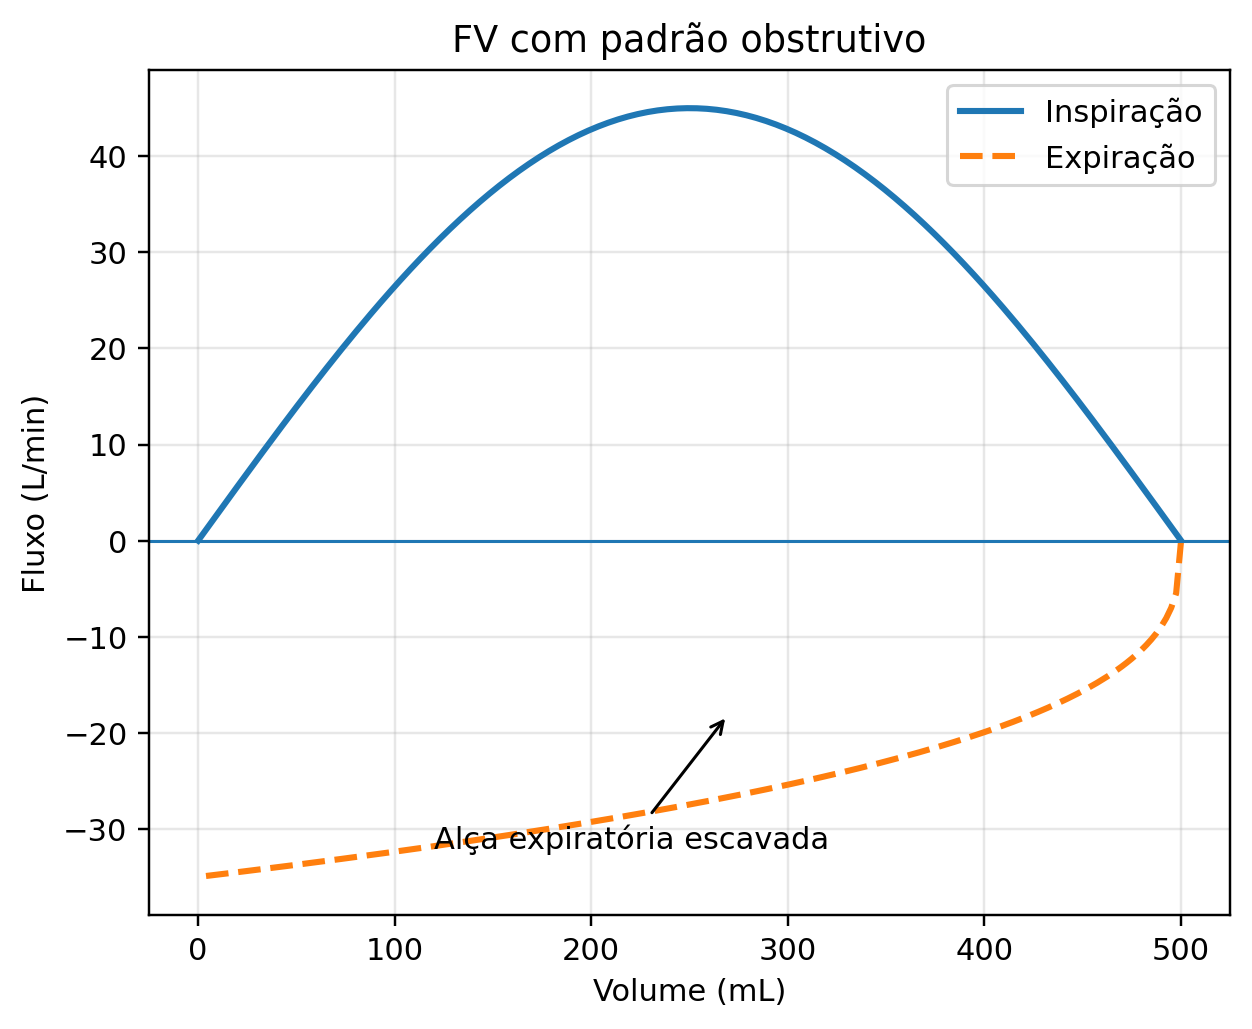 FV com padrão obstrutivo
Inspiração
Expiração
40
30
20
10
0
−10
−20
−30
Fluxo (L/min)
Alça expiratória escavada
0 100 200 300 400 500
Volume (mL)